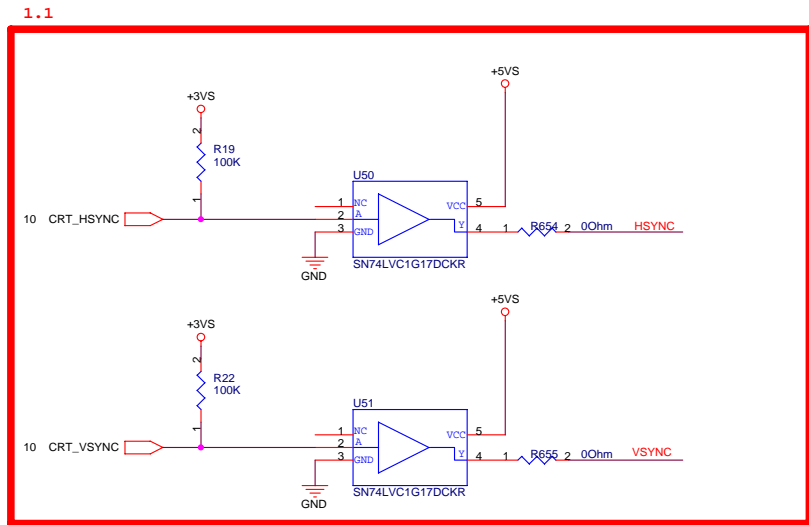 1.1
+5VS
+3VS
2
R19
100K
1
U50
1 NC
VCC 5
10 CRT_HSYNC
2 A
3 GND
Y 4
1 R654 2 0Ohm HSYNC
SN74LVC1G17DCKR
GND
+5VS
+3VS
2
R22
100K
1
U51
1 NC
VCC 5
10 CRT_VSYNC
2 A
3 GND
Y 4
1 R655 2 0Ohm VSYNC
SN74LVC1G17DCKR
GND